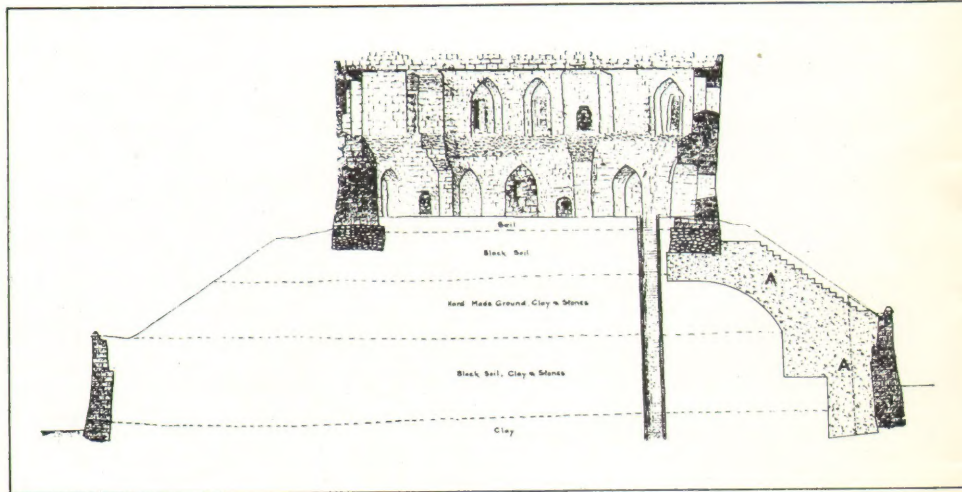 Soil
Black Soil
Hard Made Ground, Clay & Stones
A
Black Soil, Clay & Stones
A
Clay